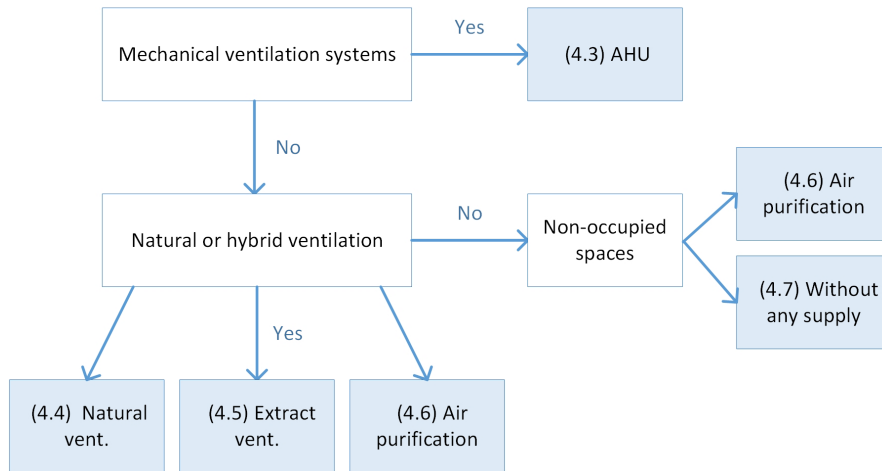 Mechanical ventilation systems
Yes
(4.3) AHU
No
Natural or hybrid ventilation
No
Non-occupied
spaces
(4.6) Air
purification
(4.7) Without
any supply
Yes
(4.4) Natural
vent.
(4.5) Extract
vent.
(4.6) Air
purification